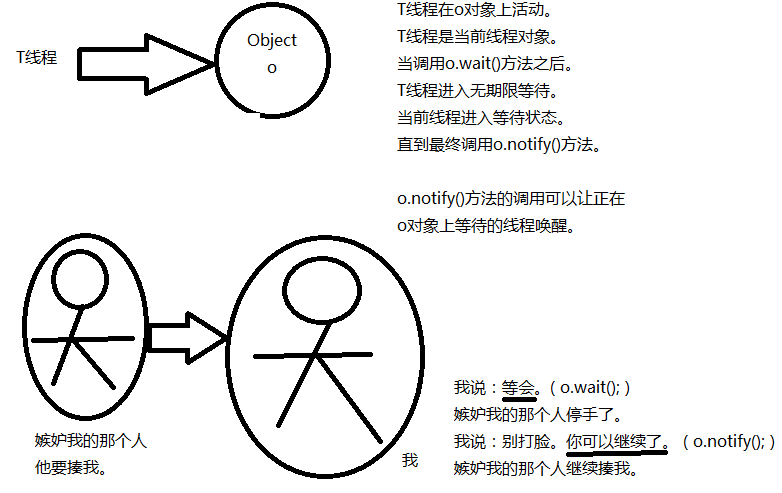 T线程
Object
o
T线程在o对象上活动。
T线程是当前线程对象。
当调用o.wait()方法之后。
T线程进入无期限等待。
当前线程进入等待状态。
直到最终调用o.notify()方法。
o.notify()方法的调用可以让正在
o对象上等待的线程唤醒。
嫉妒我的那个人
他要揍我。
我
我说：等会。( o.wait(); )
嫉妒我的那个人停手了。
我说：别打脸。你可以继续了。 ( o.notify(); )
嫉妒我的那个人继续揍我。